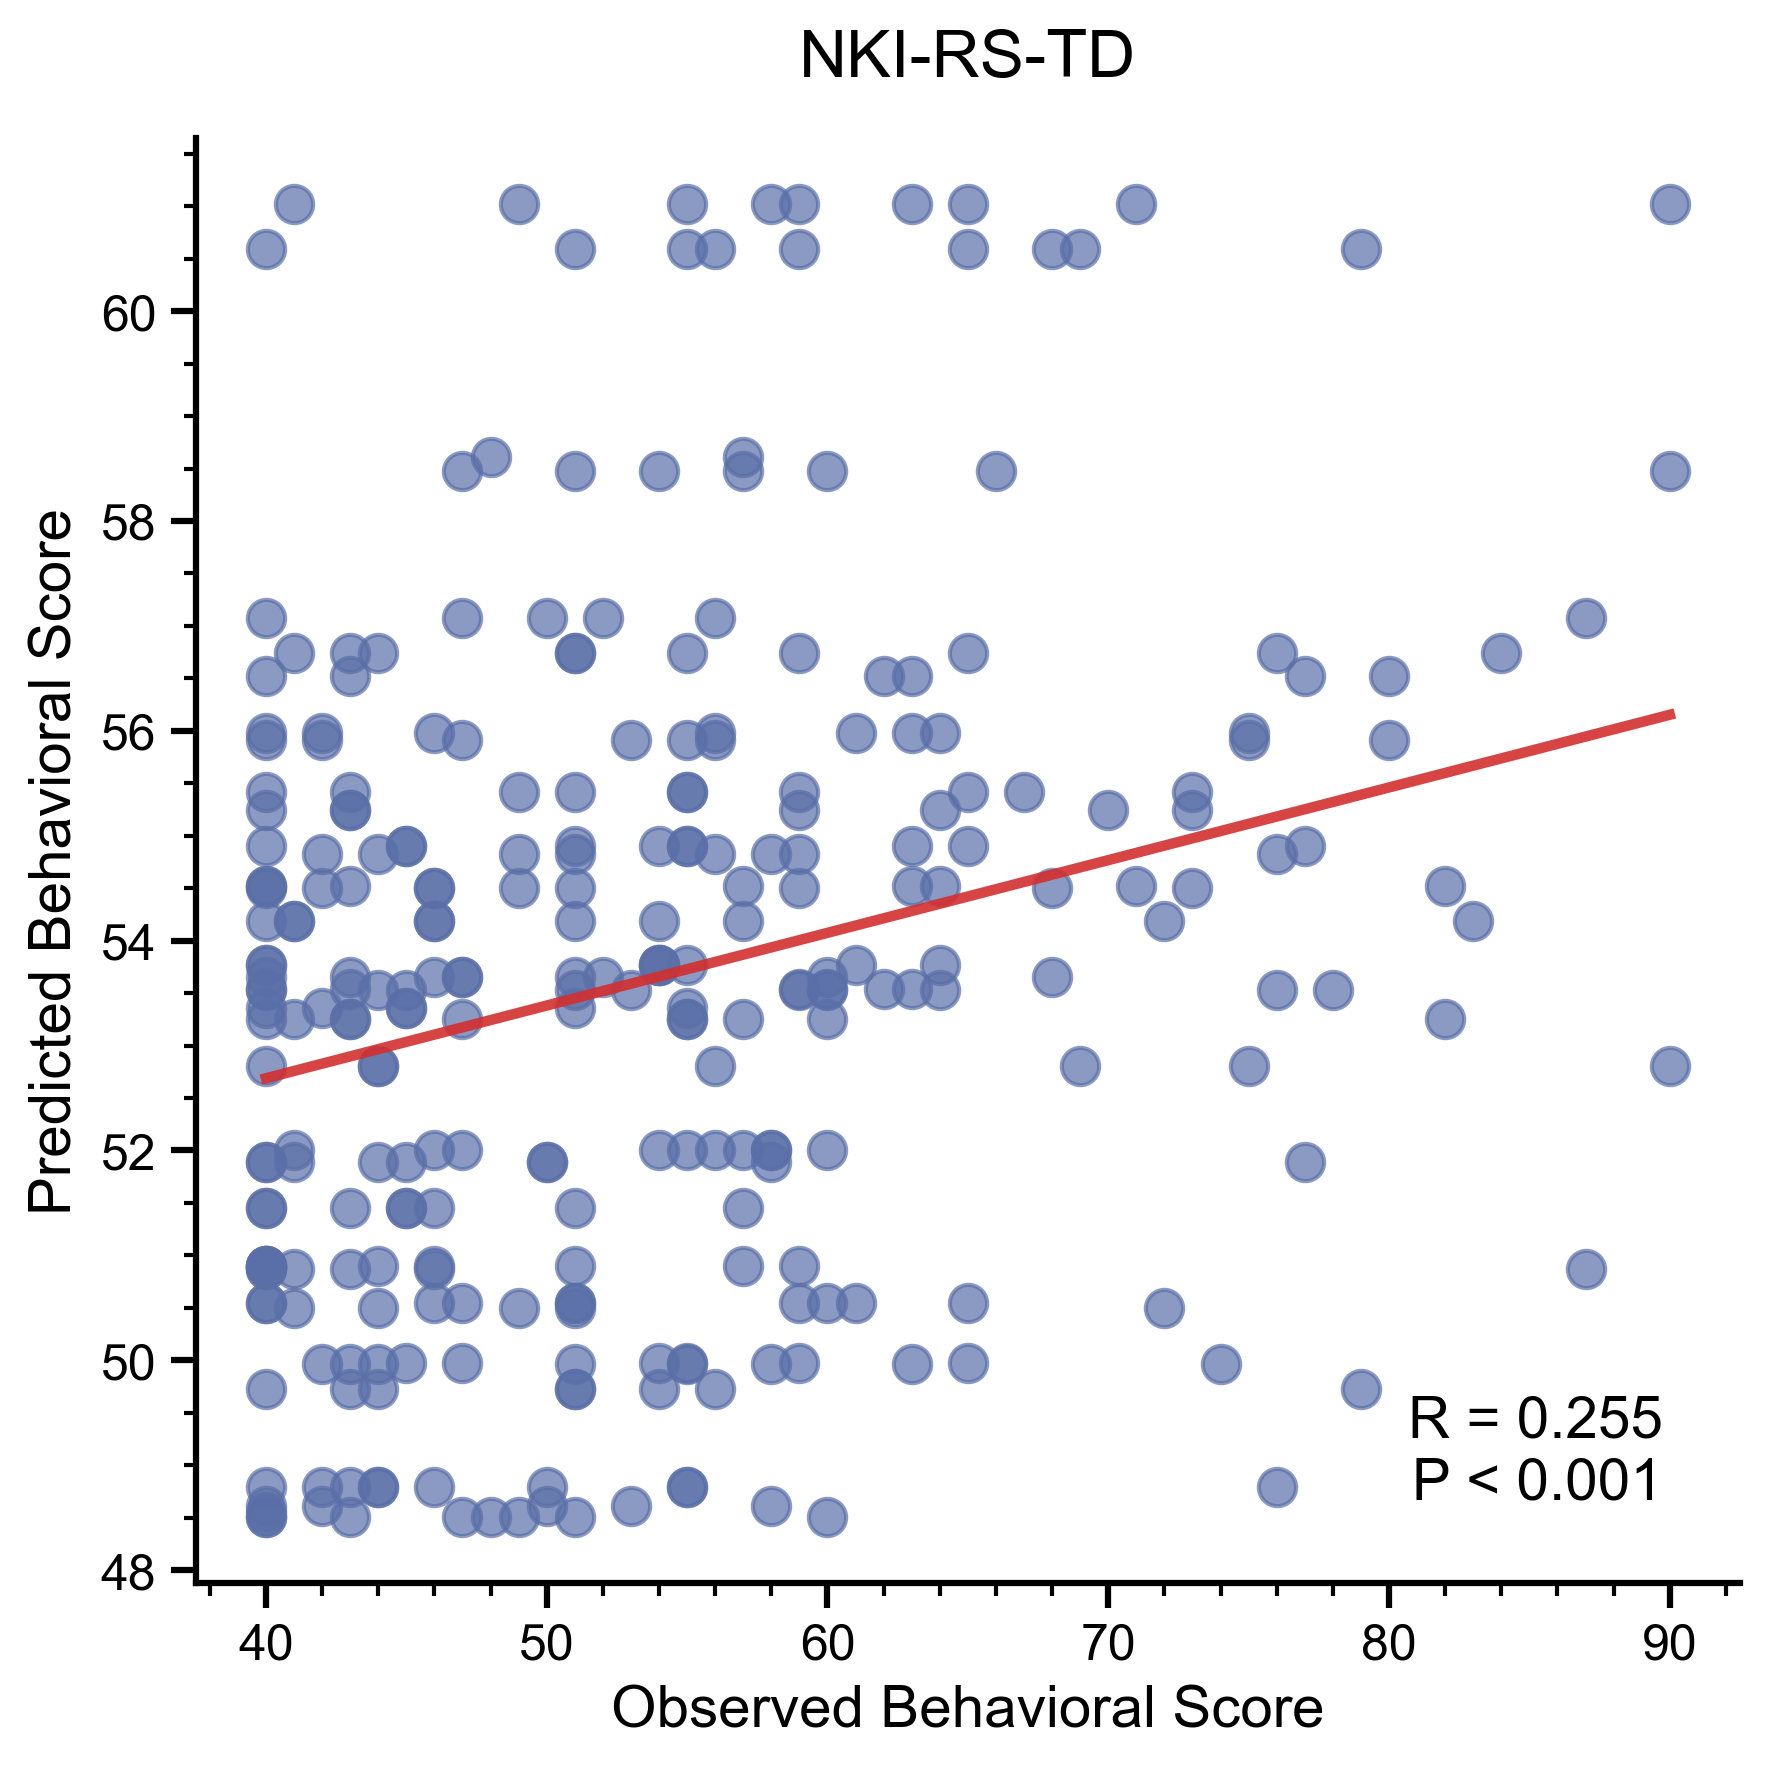 NKI-RS-TD
Predicted Behavioral Score
60
58
56
54
52
50
48
R = 0.255
P < 0.001
40 50 60 70 80 90
Observed Behavioral Score